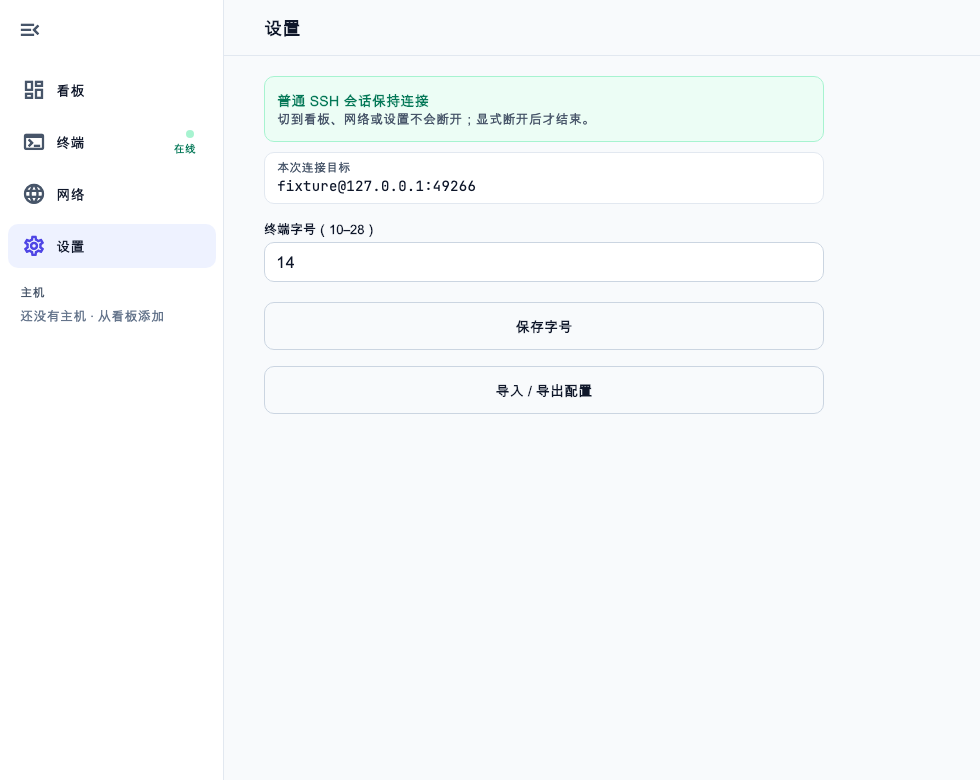 设置
看板
终端
在线
网络
设置
主机
还没有主机 · 从看板添加
普通 SSH 会话保持连接
切到看板、网络或设置不会断开；显式断开后才结束。
本次连接目标
fixture@127.0.0.1:49266
终端字号（10–28）
14
保存字号
导入 / 导出配置